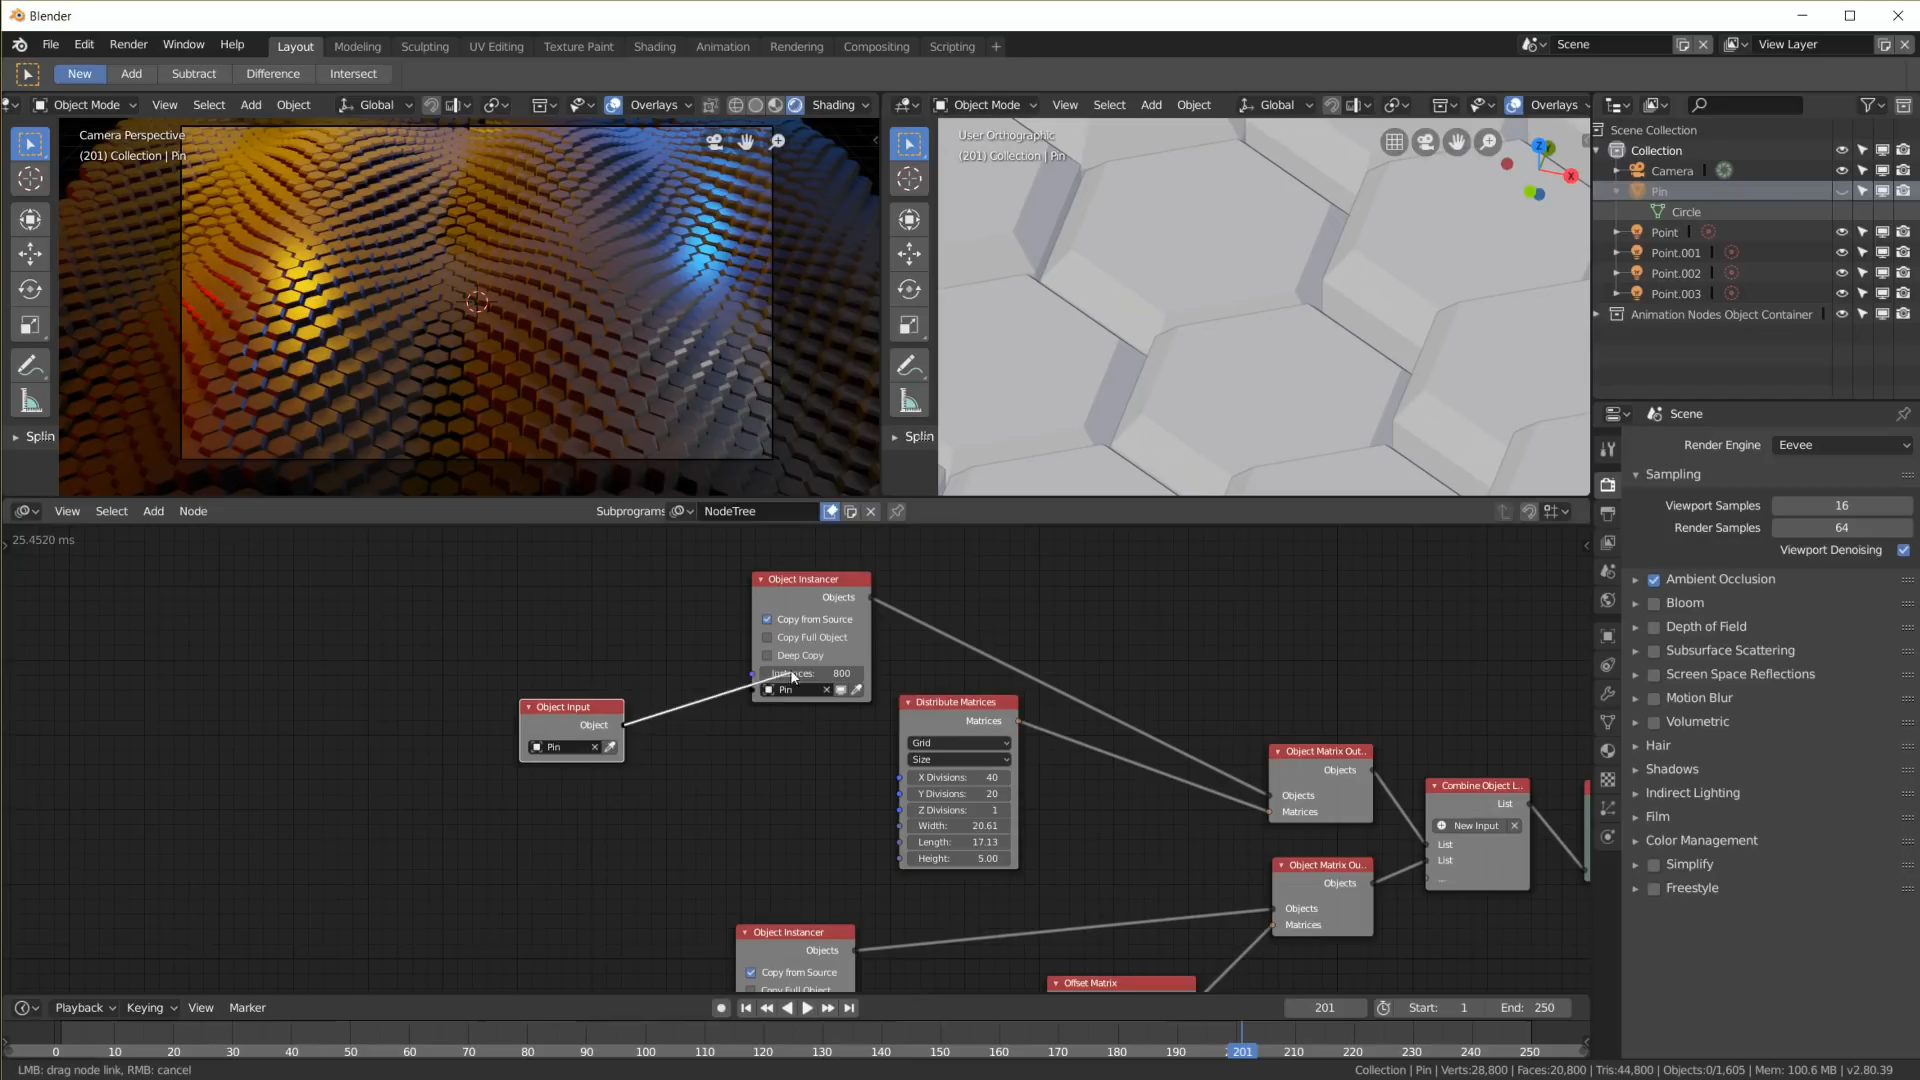 Blender
File Edit Render Window Help Layout Modeling Sculpting UV Editing Texture Paint Shading Animation Rendering Compositing Scripting + Scene View Layer
New Add Subtract Difference Intersect
Object Mode View Select Add Object Global Overlays Shading
Object Mode View Select Add Object Global Overlays
Camera Perspective
(201) Collection | Pin
User Orthographic
(201) Collection | Pin
Z
X
Splin
Splin
Scene Collection
Collection
Camera
Pin
Circle
Point
Point.001
Point.002
Point.003
Animation Nodes Object Container
Scene
Render Engine Eevee
Sampling
Viewport Samples 16
Render Samples 64
Viewport Denoising
Ambient Occlusion
Bloom
Depth of Field
Subsurface Scattering
Screen Space Reflections
Motion Blur
Volumetric
Hair
Shadows
Indirect Lighting
Film
Color Management
Simplify
Freestyle
View Select Add Node Subprograms NodeTree
25.4520 ms
Object Instancer
Objects
Copy from Source
Copy Full Object
Deep Copy
Instances: 800
Pin
Object Input
Object
Pin
Distribute Matrices
Matrices
Grid
Size
X Divisions: 40
Y Divisions: 20
Z Divisions: 1
Width: 20.61
Length: 17.13
Height: 5.00
Object Matrix Out..
Objects
Objects
Matrices
Combine Object L..
List
New Input
List
List
...
Object Matrix Ou..
Objects
Objects
Matrices
Object Instancer
Objects
Copy from Source
Copy Full Object
Offset Matrix
Playback Keying View Marker 201 Start: 1 End: 250
0 10 20 30 40 50 60 70 80 90 100 110 120 130 140 150 160 170 180 190 201 210 220 230 240 250
LMB: drag node link, RMB: cancel
Collection | Pin | Verts:28,800 | Faces:20,800 | Tris:44,800 | Objects:0/1,605 | Mem: 100.6 MB | v2.80.39